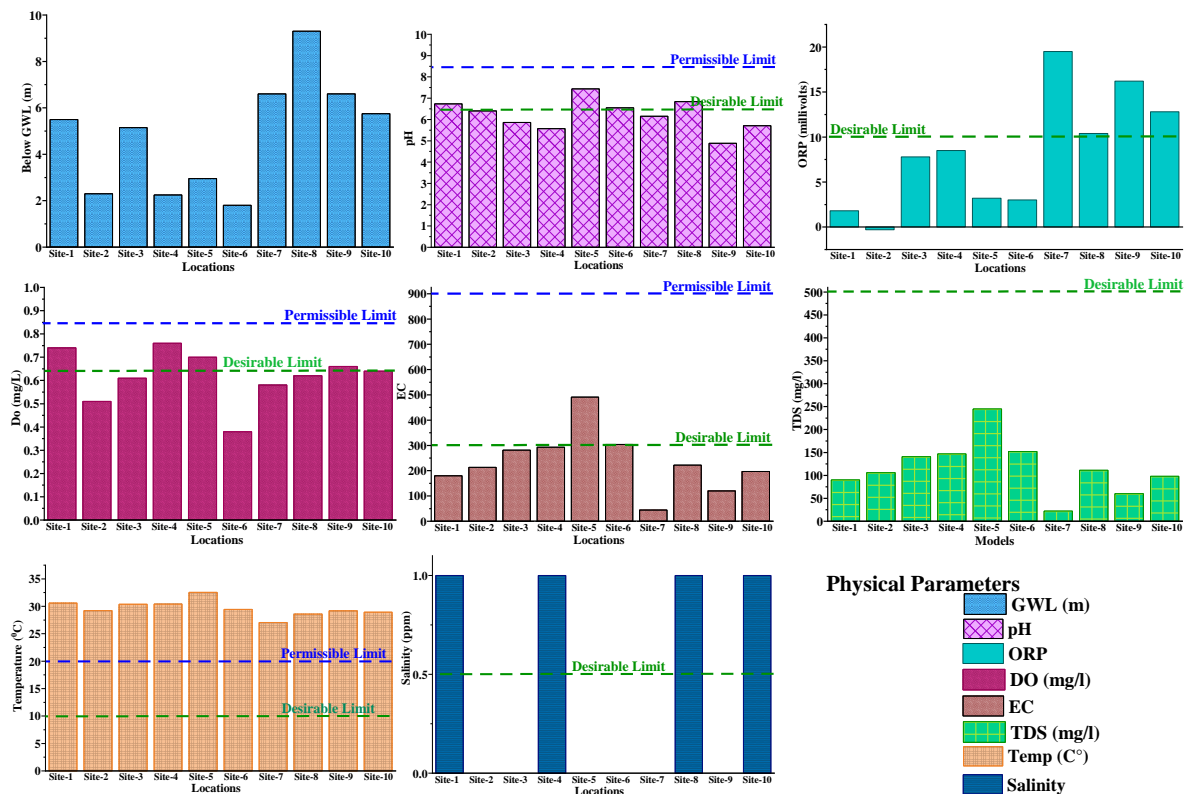 10
8
6
4
2
0
Below GWL (m)
Site-1 Site-2 Site-3 Site-4 Site-5 Site-6 Site-7 Site-8 Site-9 Site-10
Locations
10
9
8
7
6
5
4
3
2
1
0
pH
Permissible Limit
Desirable Limit
Site-1 Site-2 Site-3 Site-4 Site-5 Site-6 Site-7 Site-8 Site-9 Site-10
Locations
20
15
10
5
0
ORP (millivolts)
Desirable Limit
Site-1 Site-2 Site-3 Site-4 Site-5 Site-6 Site-7 Site-8 Site-9 Site-10
Locations
1.0
0.9
0.8
0.7
0.6
0.5
0.4
0.3
0.2
0.1
0.0
Do (mg/L)
Permissible Limit
Desirable Limit
Site-1 Site-2 Site-3 Site-4 Site-5 Site-6 Site-7 Site-8 Site-9 Site-10
Locations
900
800
700
600
500
400
300
200
100
0
EC
Permissible Limit
Desirable Limit
Site-1 Site-2 Site-3 Site-4 Site-5 Site-6 Site-7 Site-8 Site-9 Site-10
Locations
500
450
400
350
300
250
200
150
100
50
0
TDS (mg/l)
Desirable Limit
Site-1 Site-2 Site-3 Site-4 Site-5 Site-6 Site-7 Site-8 Site-9 Site-10
Models
35
30
25
20
15
10
5
0
Temperature (⁰C)
Permissible Limit
Desirable Limit
Site-1 Site-2 Site-3 Site-4 Site-5 Site-6 Site-7 Site-8 Site-9 Site-10
Locations
1.0
0.5
0.0
Salinity (ppm)
Desirable Limit
Site-1 Site-2 Site-3 Site-4 Site-5 Site-6 Site-7 Site-8 Site-9 Site-10
Locations
Physical Parameters
GWL (m)
pH
ORP
DO (mg/l)
EC
TDS (mg/l)
Temp (C°)
Salinity